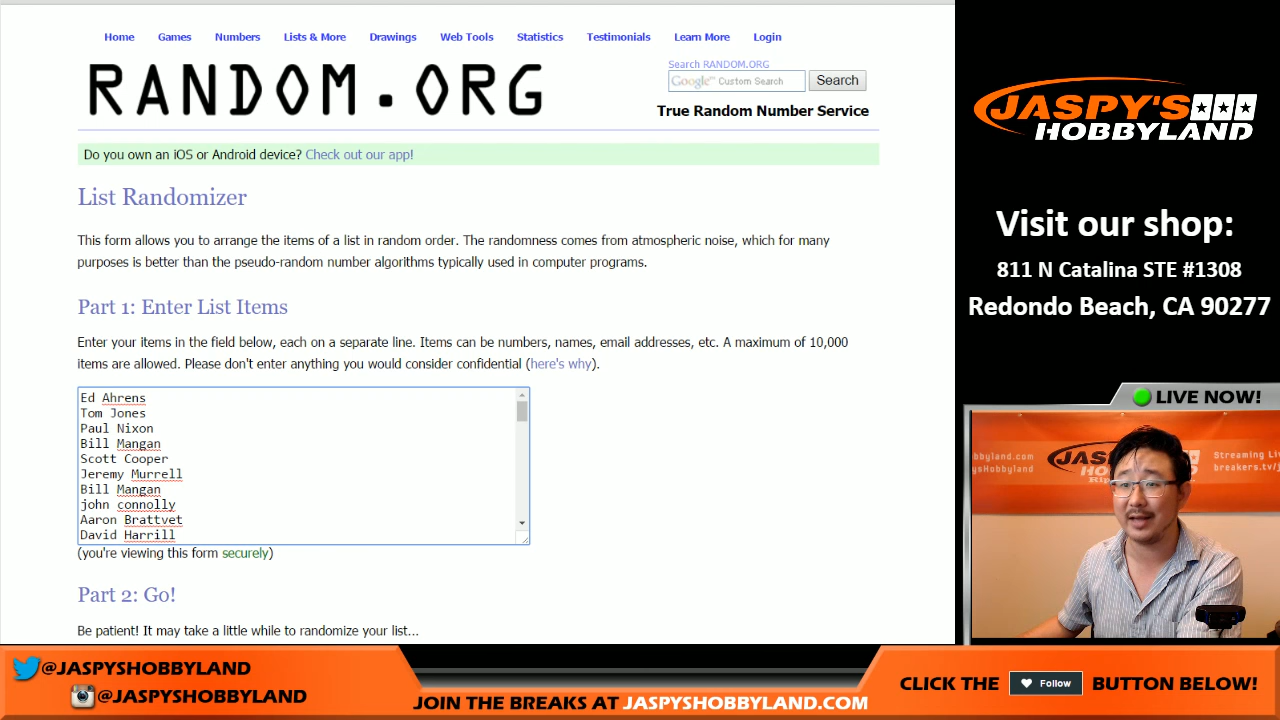 Home Games Numbers Lists & More Drawings Web Tools Statistics Testimonials Learn More Login
RANDOM.ORG
Search RANDOM.ORG
Google™ Custom Search Search
True Random Number Service
Do you own an iOS or Android device? Check out our app!
List Randomizer
This form allows you to arrange the items of a list in random order. The randomness comes from atmospheric noise, which for many
purposes is better than the pseudo-random number algorithms typically used in computer programs.
Part 1: Enter List Items
Enter your items in the field below, each on a separate line. Items can be numbers, names, email addresses, etc. A maximum of 10,000
items are allowed. Please don't enter anything you would consider confidential (here's why).
Ed Ahrens
Tom Jones
Paul Nixon
Bill Mangan
Scott Cooper
Jeremy Murrell
Bill Mangan
john connolly
Aaron Brattvet
David Harrill
(you're viewing this form securely)
Part 2: Go!
Be patient! It may take a little while to randomize your list...
JASPY'S
HOBBYLAND
Visit our shop:
811 N Catalina STE #1308
Redondo Beach, CA 90277
LIVE NOW!
Streaming
breakers.tv/
@JASPYSHOBBYLAND
@JASPYSHOBBYLAND
JOIN THE BREAKS AT JASPYSHOBBYLAND.COM
CLICK THE Follow BUTTON BELOW!